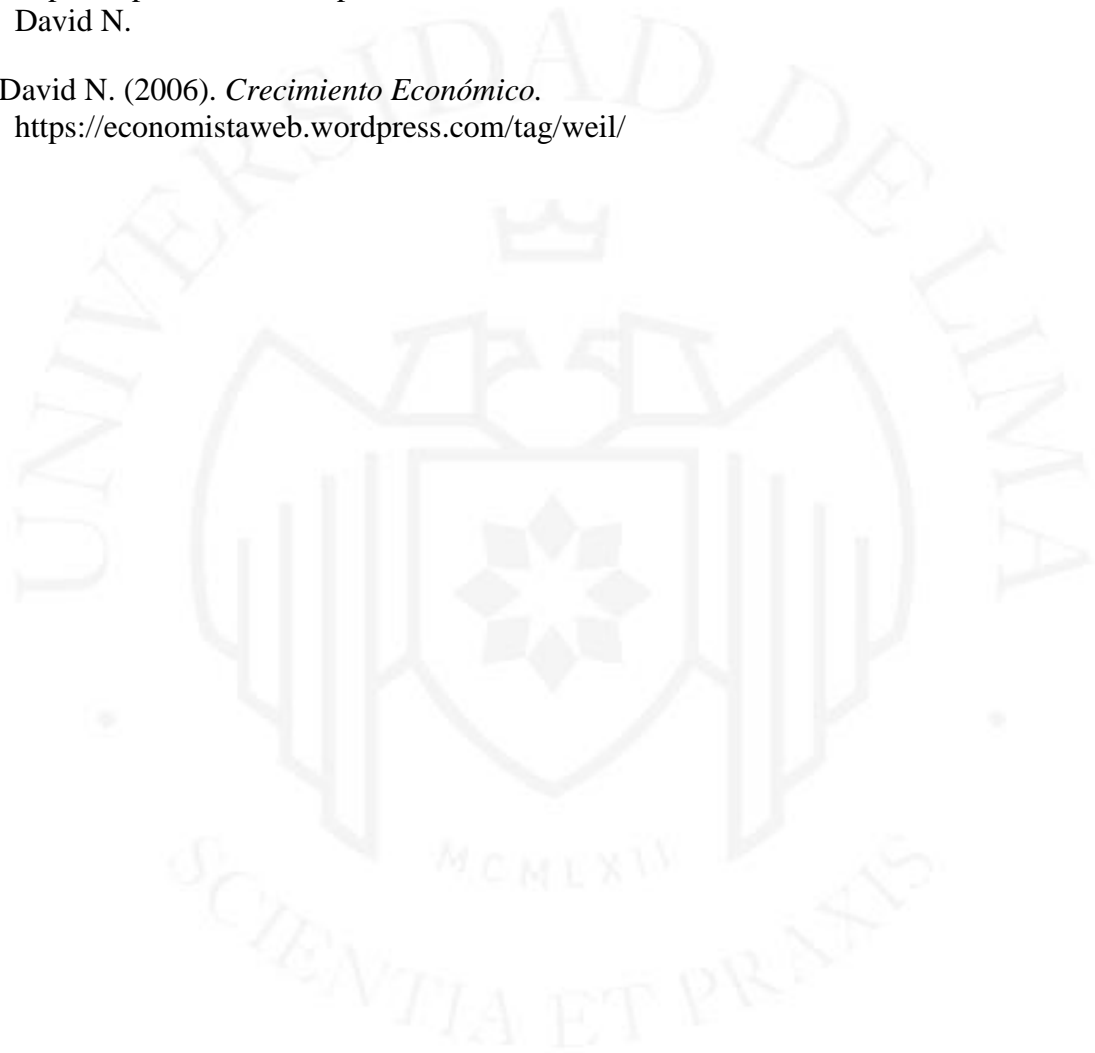 David N.
David N. (2006). Crecimiento Económico.
https://economistaweb.wordpress.com/tag/weil/
UNIVERSIDAD DE LIMA
MCMLXII
SCIENTIA ET PRAXIS